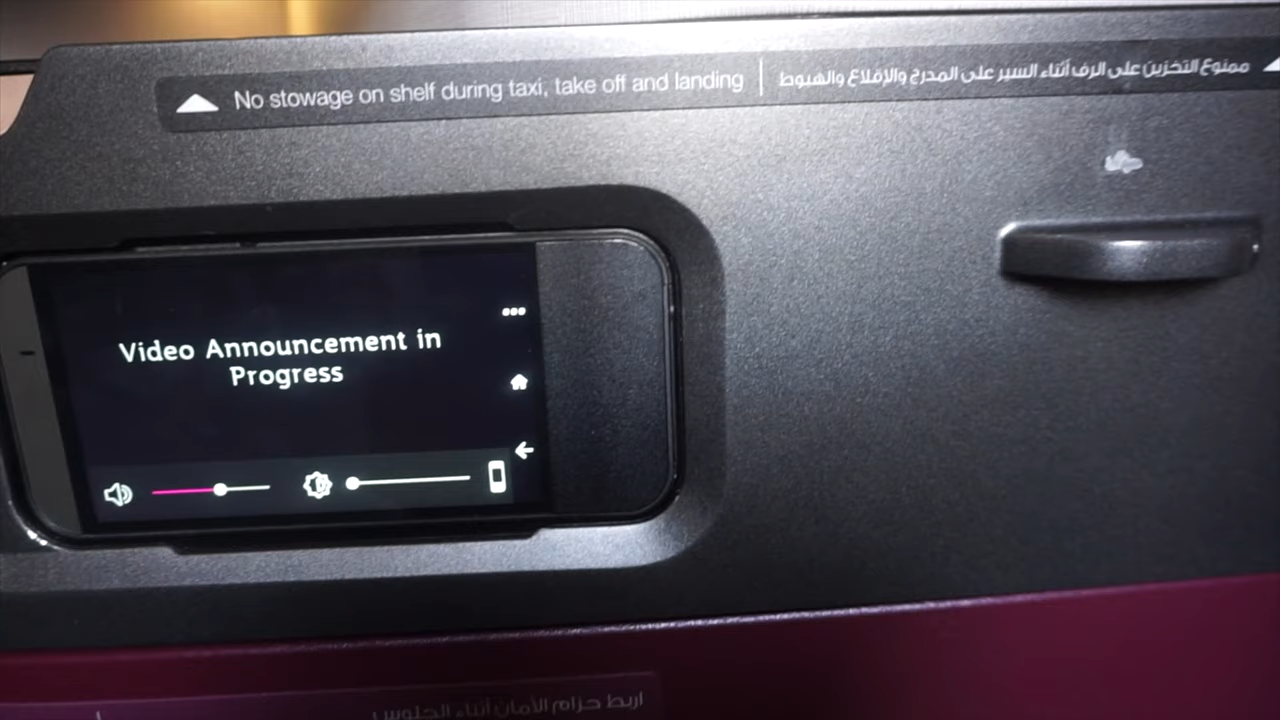 No stowage on shelf during taxi, take off and landing | ممنوع التخزين على الرف أثناء السير على المدرج والإقلاع والهبوط
Video Announcement in
Progress
اربط حزام الأمان أثناء الجلوس